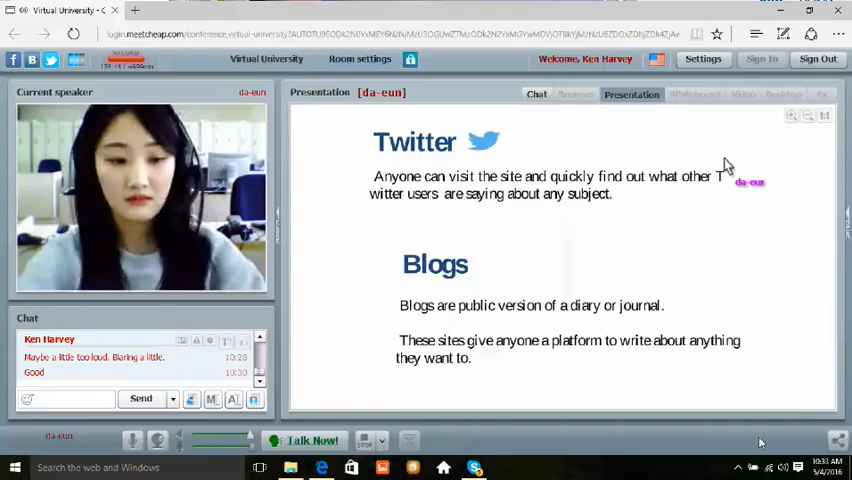 Virtual University - C
login.meetcheap.com/conference,virtual-university?
Virtual University
Room settings
Welcome, Ken Harvey
Settings
Sign In
Sign Out
Current speaker
da-eun
Presentation [da-eun]
Chat
Browser
Presentation
Whiteboard
Video
Desktop
Twitter
Anyone can visit the site and quickly find out what other T
witter users are saying about any subject.
da-eun
Blogs
Blogs are public version of a diary or journal.
These sites give anyone a platform to write about anything
they want to.
Chat
Ken Harvey
Maybe a little too loud. Blaring a little.
10:28
Good
10:30
Send
da-eun
Talk Now!
STOP
Search the web and Windows
10:33 AM
5/4/2016